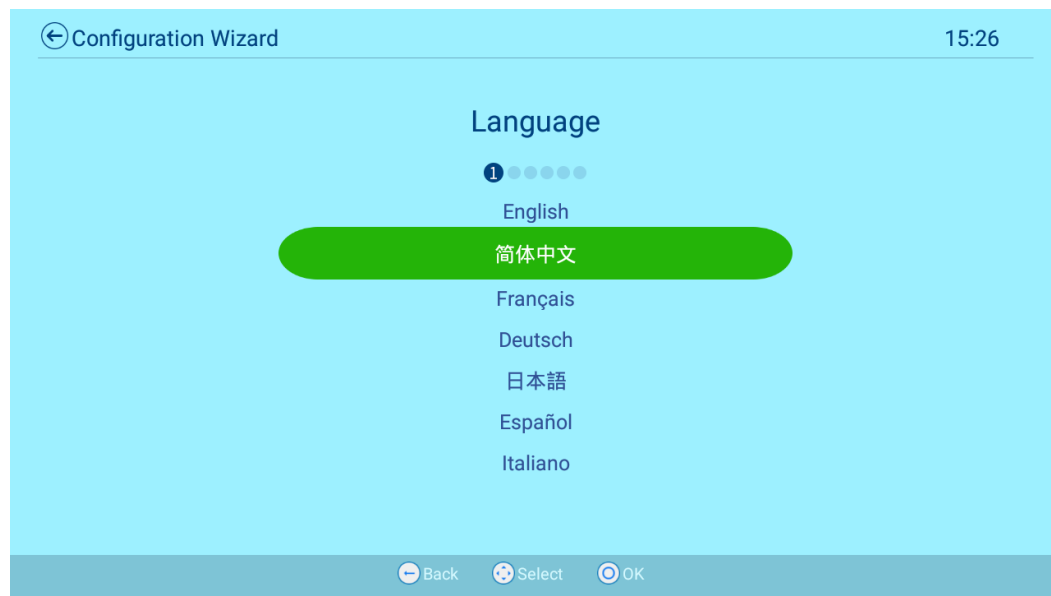 Configuration Wizard 15:26
Language
1
English
简体中文
Français
Deutsch
日本語
Español
Italiano
Back Select OK